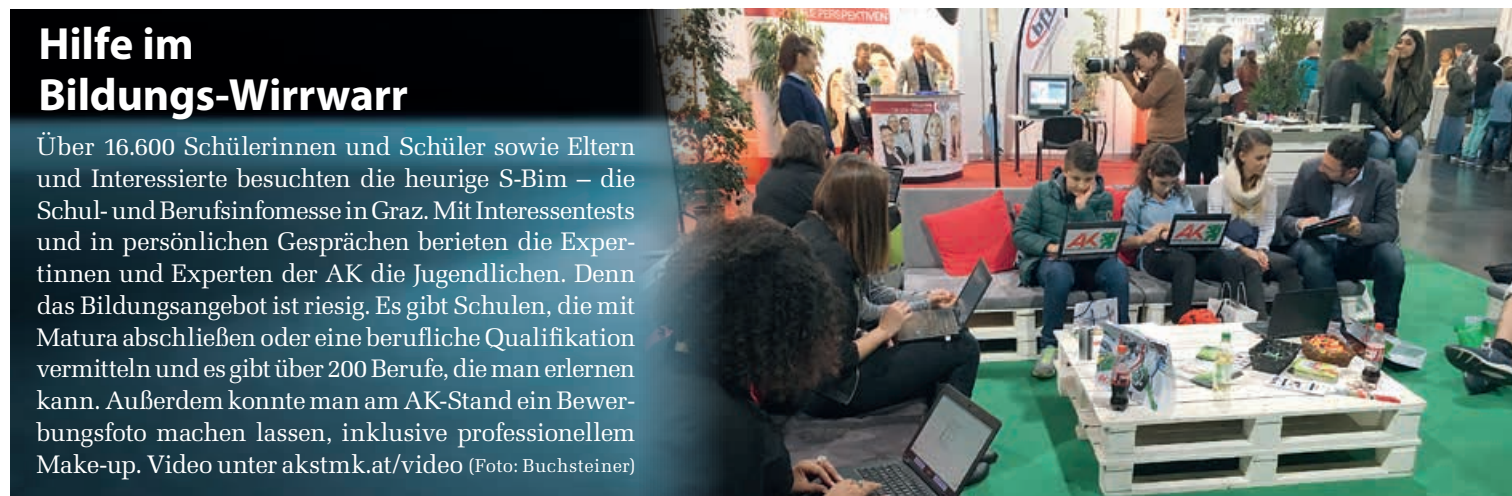 Hilfe im
Bildungs-Wirrwarr
Über 16.600 Schülerinnen und Schüler sowie Eltern
und Interessierte besuchten die heurige S-Bim – die
Schul- und Berufsinfomesse in Graz. Mit Interessentests
und in persönlichen Gesprächen berieten die Exper-
tinnen und Experten der AK die Jugendlichen. Denn
das Bildungsangebot ist riesig. Es gibt Schulen, die mit
Matura abschließen oder eine berufliche Qualifikation
vermitteln und es gibt über 200 Berufe, die man erlernen
kann. Außerdem konnte man am AK-Stand ein Bewer-
bungsfoto machen lassen, inklusive professionellem
Make-up. Video unter akstmk.at/video (Foto: Buchsteiner)
PERSPEKTIVEN
bfi
AK
AK